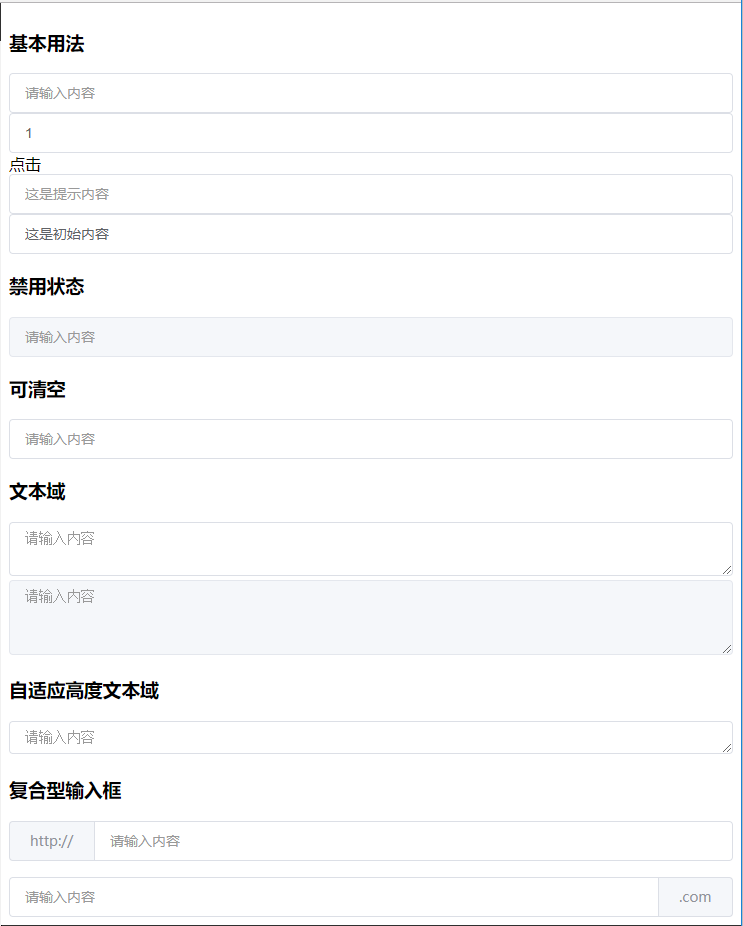 基本用法
请输入内容
1
点击
这是提示内容
这是初始内容
禁用状态
请输入内容
可清空
请输入内容
文本域
请输入内容
请输入内容
自适应高度文本域
请输入内容
复合型输入框
http:// 请输入内容
请输入内容 .com